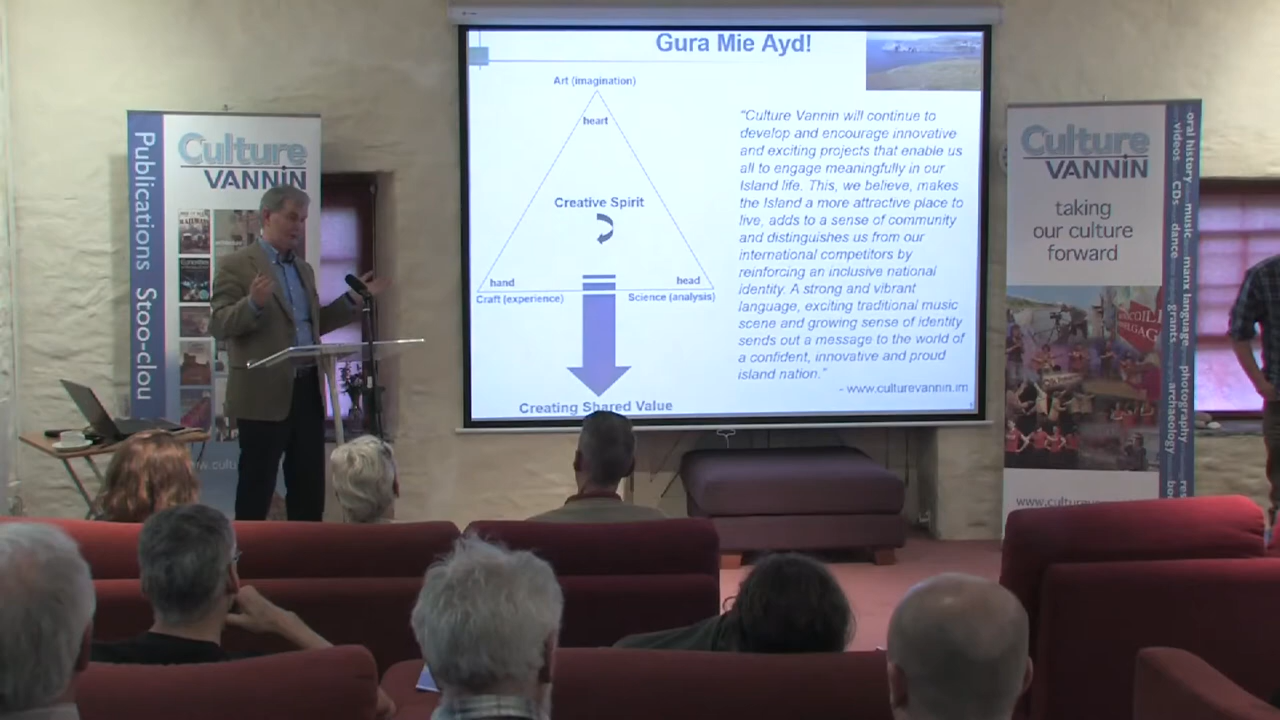 Gura Mie Ayd!
Art (imagination)
heart
Creative Spirit
hand
head
Craft (experience)
Science (analysis)
Creating Shared Value
"Culture Vannin will continue to
develop and encourage innovative
and exciting projects that enable us
all to engage meaningfully in our
Island life. This, we believe, makes
the Island a more attractive place to
live, adds to a sense of community
and distinguishes us from our
international competitors by
reinforcing an inclusive national
identity. A strong and vibrant
language, exciting traditional music
scene and growing sense of identity
sends out a message to the world of
a confident, innovative and proud
island nation."
- www.culturevannin.im
Publications Stoo-clou
Culture
VANNIN
Culture
VANNIN
taking
our culture
forward
oral history music manx language photography
videos CDs dance grants archaeology